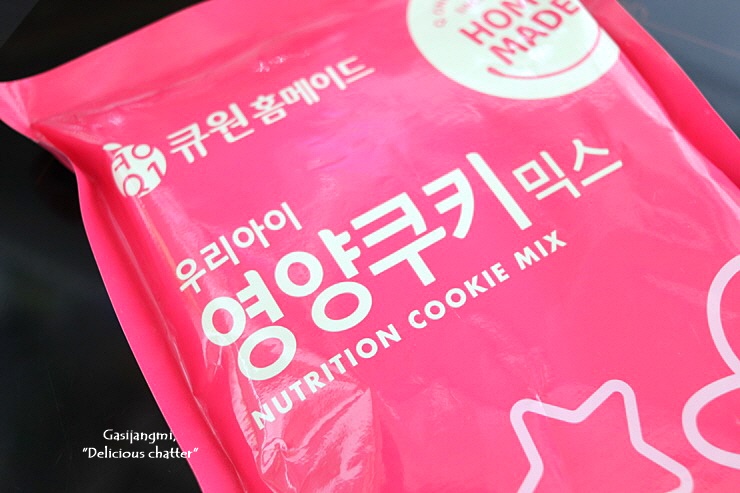 HOME
MADE
큐원 홈메이드
우리아이
영양쿠키믹스
NUTRITION COOKIE MIX
Gasijangmi,
"Delicious chatter"